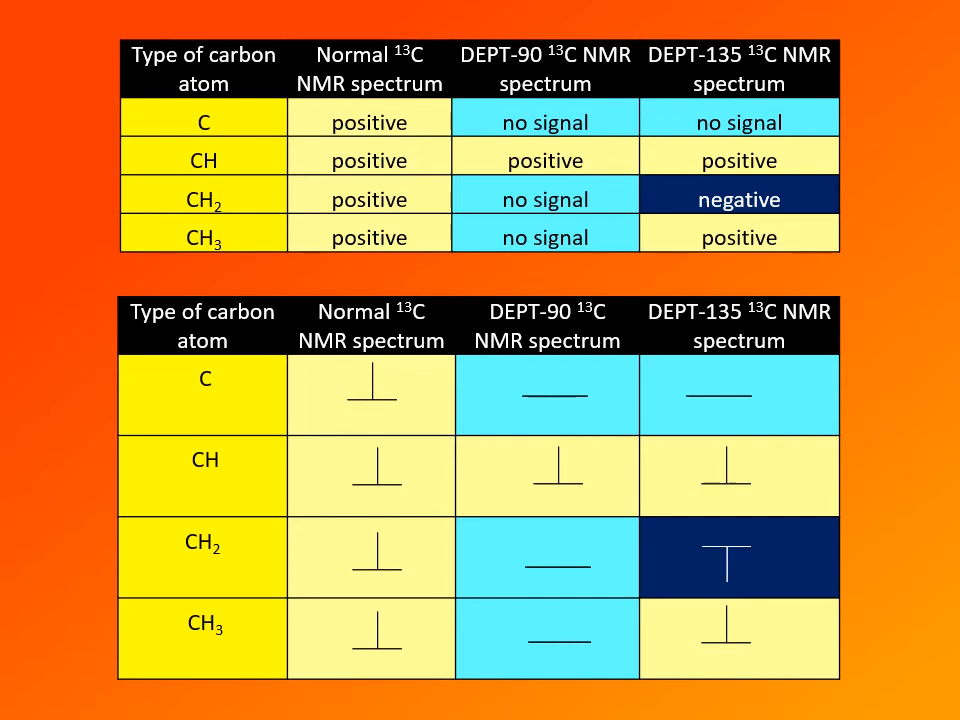 Type of carbon atom Normal ¹³C NMR spectrum DEPT-90 ¹³C NMR spectrum DEPT-135 ¹³C NMR spectrum
C positive no signal no signal
CH positive positive positive
CH₂ positive no signal negative
CH₃ positive no signal positive
Type of carbon atom Normal ¹³C NMR spectrum DEPT-90 ¹³C NMR spectrum DEPT-135 ¹³C NMR spectrum
C
CH
CH₂
CH₃